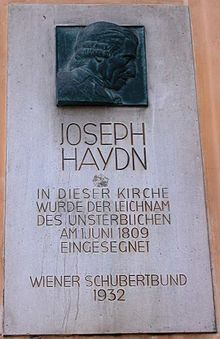 JOSEPH
HAYDN
IN DIESER KIRCHE
WURDE DER LEICHNAM
DES UNSTERBLICHEN
AM 1. JUNI 1809
EINGESEGNET
WIENER SCHUBERTBUND
1932